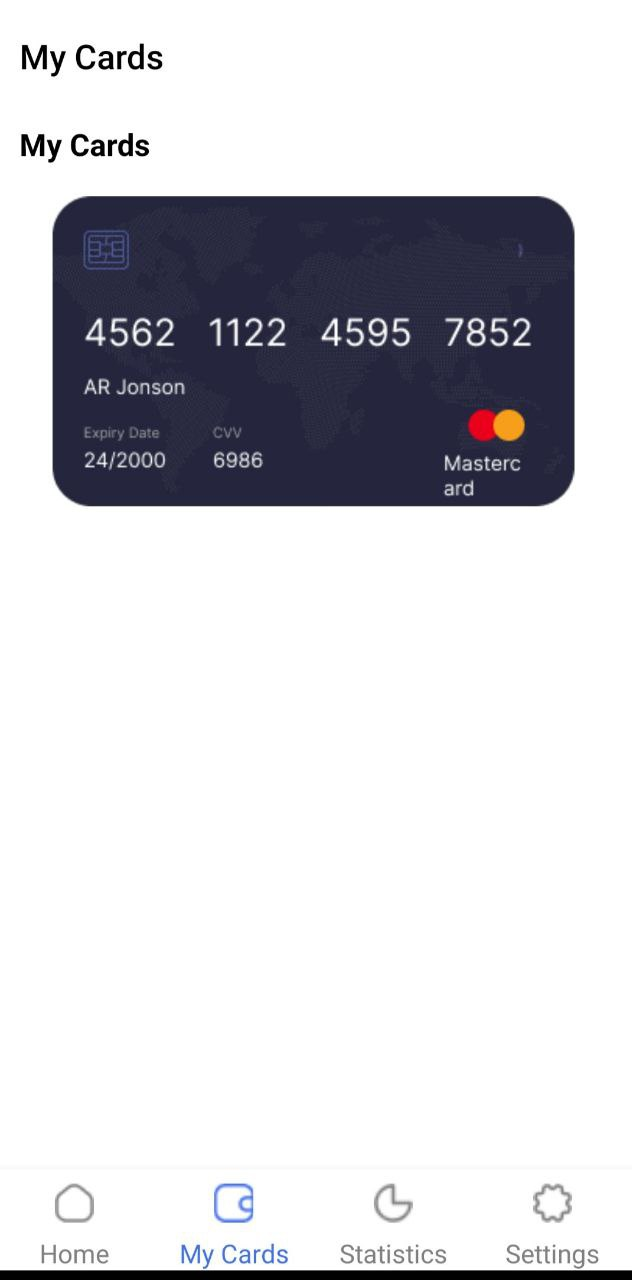 My Cards
My Cards
4562 1122 4595 7852
AR Jonson
Expiry Date CVV
24/2000 6986
Masterc
ard
Home My Cards Statistics Settings